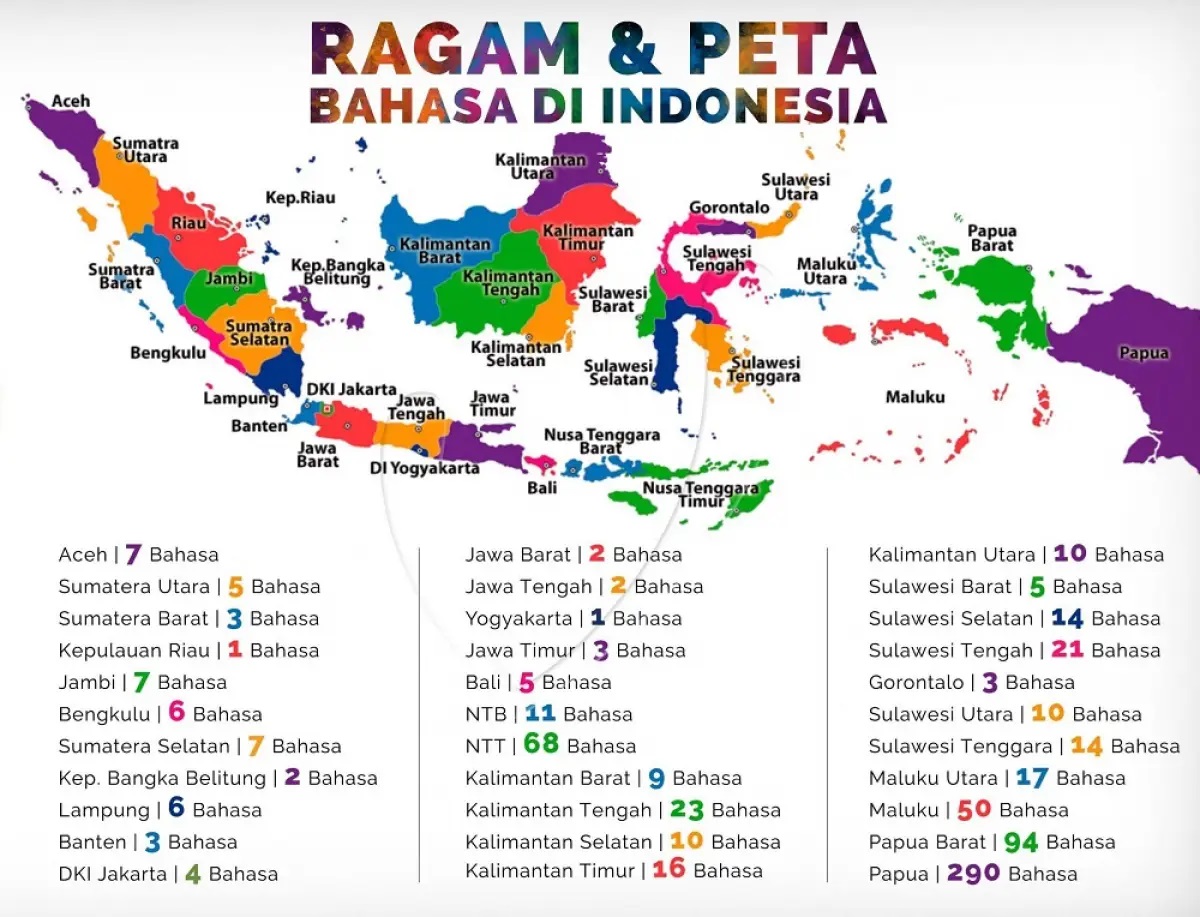 RAGAM & PETA
BAHASA DI INDONESIA
Aceh
Sumatra
Utara
Kep.Riau
Riau
Sumatra
Barat
Jambi
Kep.Bangka
Belitung
Sumatra
Selatan
Bengkulu
Lampung
DKI Jakarta
Banten
Jawa
Barat
Jawa
Tengah
DI Yogyakarta
Jawa
Timur
Bali
Nusa Tenggara
Barat
Nusa Tenggara
Timur
Kalimantan
Utara
Kalimantan
Barat
Kalimantan
Timur
Kalimantan
Tengah
Kalimantan
Selatan
Sulawesi
Utara
Gorontalo
Sulawesi
Tengah
Sulawesi
Barat
Sulawesi
Selatan
Sulawesi
Tenggara
Maluku
Utara
Maluku
Papua
Barat
Papua
Aceh | 7 Bahasa
Sumatera Utara | 5 Bahasa
Sumatera Barat | 3 Bahasa
Kepulauan Riau | 1 Bahasa
Jambi | 7 Bahasa
Bengkulu | 6 Bahasa
Sumatera Selatan | 7 Bahasa
Kep. Bangka Belitung | 2 Bahasa
Lampung | 6 Bahasa
Banten | 3 Bahasa
DKI Jakarta | 4 Bahasa
Jawa Barat | 2 Bahasa
Jawa Tengah | 2 Bahasa
Yogyakarta | 1 Bahasa
Jawa Timur | 3 Bahasa
Bali | 5 Bahasa
NTB | 11 Bahasa
NTT | 68 Bahasa
Kalimantan Barat | 9 Bahasa
Kalimantan Tengah | 23 Bahasa
Kalimantan Selatan | 10 Bahasa
Kalimantan Timur | 16 Bahasa
Kalimantan Utara | 10 Bahasa
Sulawesi Barat | 5 Bahasa
Sulawesi Selatan | 14 Bahasa
Sulawesi Tengah | 21 Bahasa
Gorontalo | 3 Bahasa
Sulawesi Utara | 10 Bahasa
Sulawesi Tenggara | 14 Bahasa
Maluku Utara | 17 Bahasa
Maluku | 50 Bahasa
Papua Barat | 94 Bahasa
Papua | 290 Bahasa